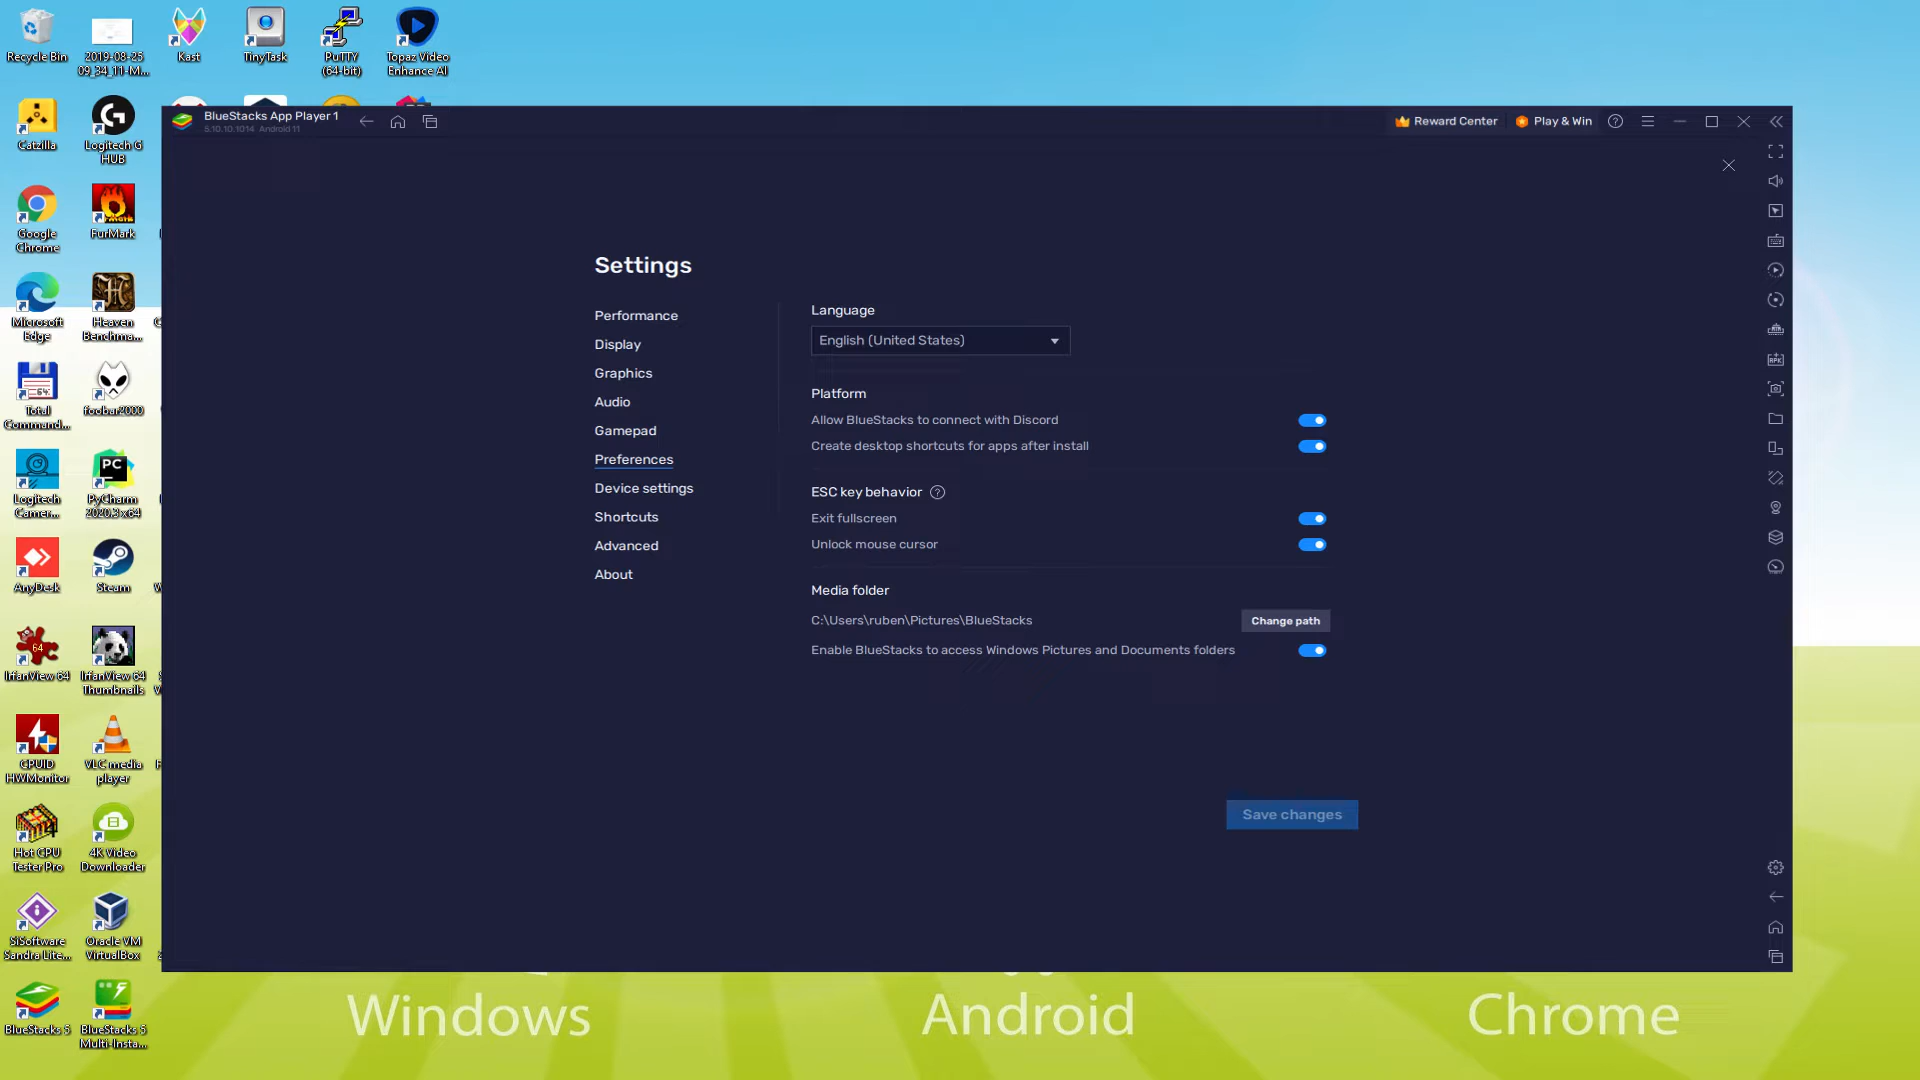 Recycle Bin
2019-08-25
09_34_11-M...
Kast
TinyTask
PuTTY
(64-bit)
Topaz Video
Enhance AI
Catzilla
Logitech G
HUB
Google
Chrome
FurMark
Microsoft
Edge
Heaven
Benchma...
Total
Command...
foobar2000
Logitech
Camer...
PyCharm
2020.3 x64
AnyDesk
Steam
IrfanView 64
IrfanView 64
Thumbnails
CPUID
HWMonitor
VLC media
player
Hot CPU
Tester Pro
4K Video
Downloader
SiSoftware
Sandra Lite...
Oracle VM
VirtualBox
BlueStacks 5
BlueStacks 5
Multi-Insta...
BlueStacks App Player 1
5.10.10.1014 Android 11
Reward Center
Play & Win
Settings
Performance
Display
Graphics
Audio
Gamepad
Preferences
Device settings
Shortcuts
Advanced
About
Language
English (United States)
Platform
Allow BlueStacks to connect with Discord
Create desktop shortcuts for apps after install
ESC key behavior
Exit fullscreen
Unlock mouse cursor
Media folder
C:\Users\ruben\Pictures\BlueStacks
Change path
Enable BlueStacks to access Windows Pictures and Documents folders
Save changes
Windows
Android
Chrome